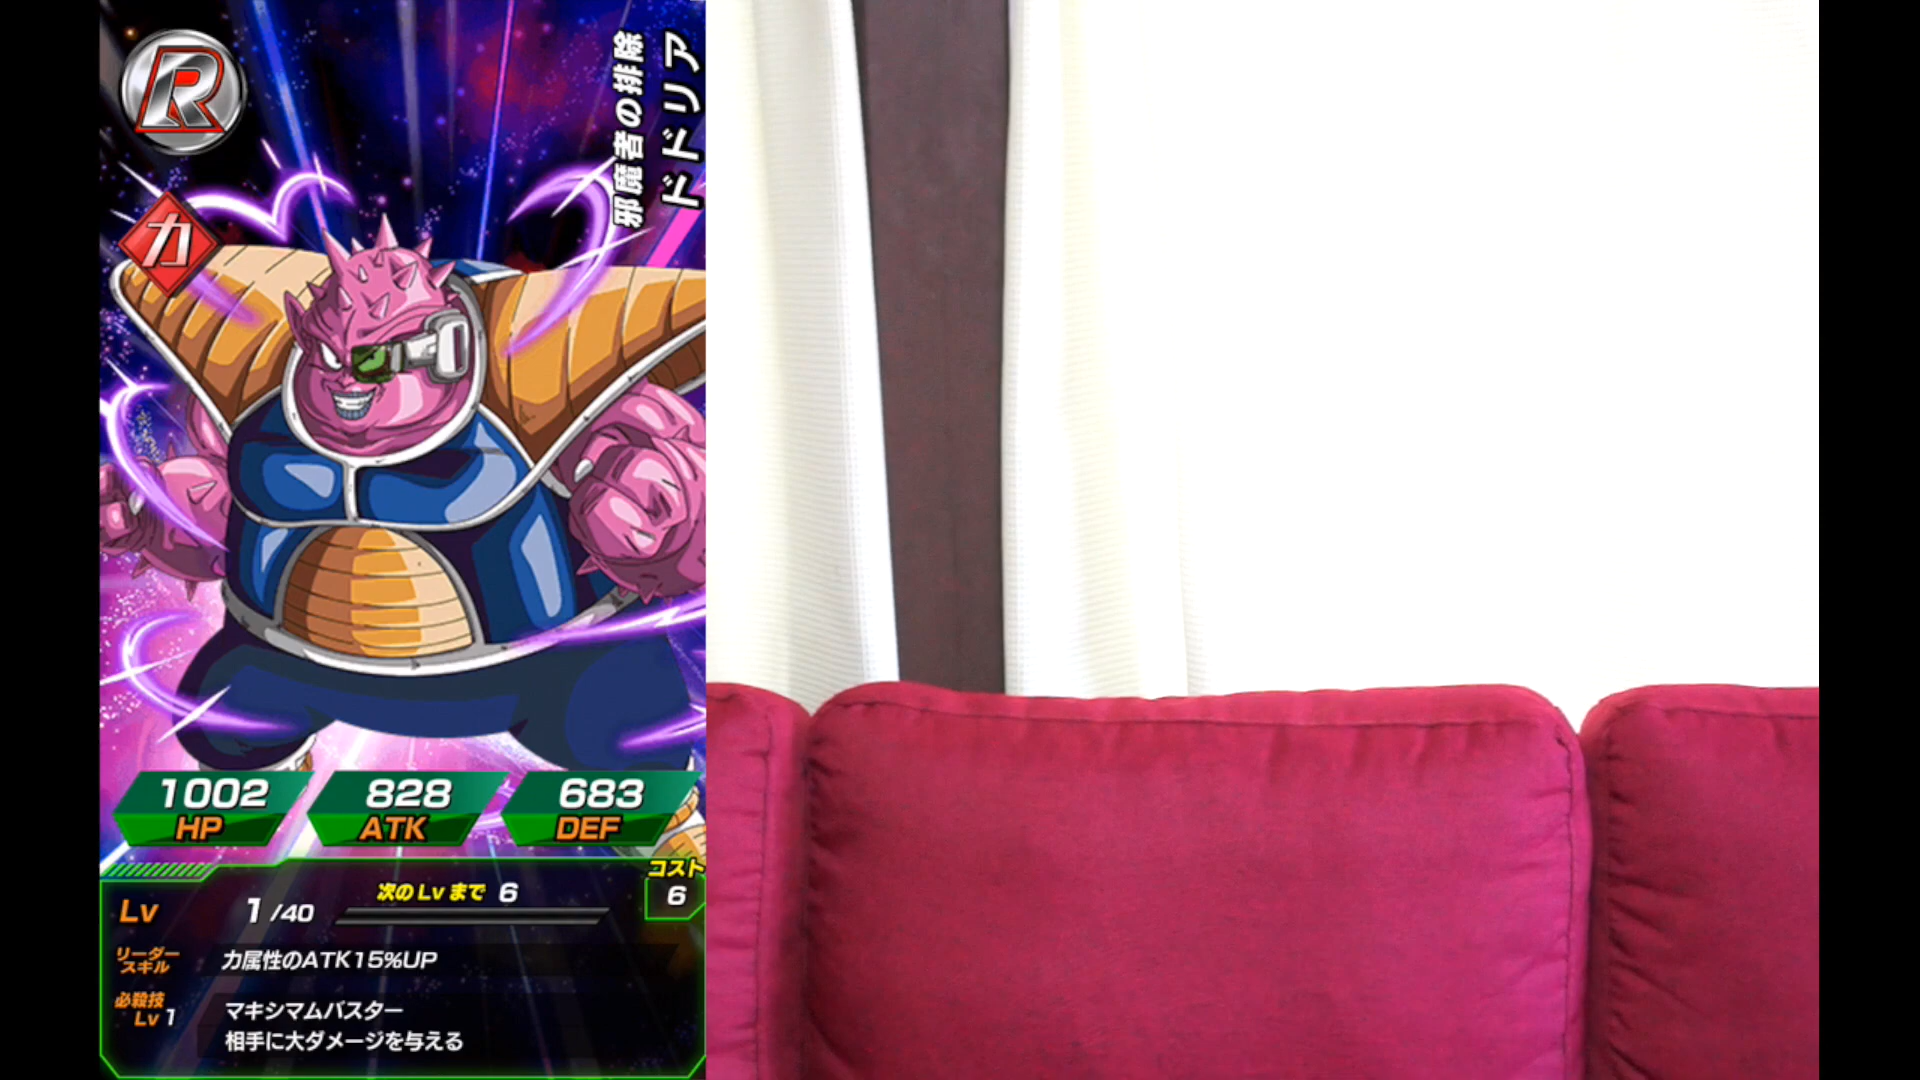 R
力
邪魔者の排除
ドドリア
1002
HP
828
ATK
683
DEF
コスト
6
次のLvまで 6
Lv 1/40
リーダースキル
力属性のATK15%UP
必殺技
Lv 1
マキシマムバスター
相手に大ダメージを与える